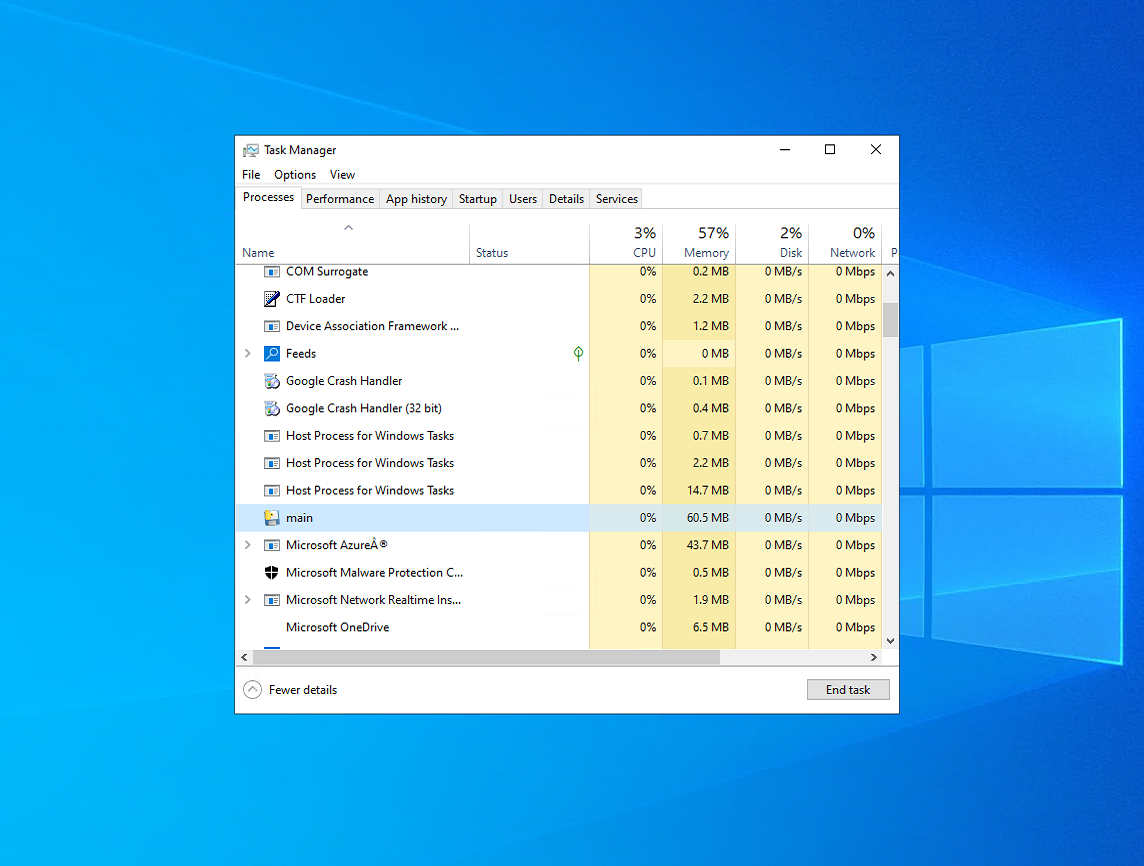 Task Manager
File Options View
Processes Performance App history Startup Users Details Services
3% 57% 2% 0%
Name Status CPU Memory Disk Network P
COM Surrogate 0% 0.2 MB 0 MB/s 0 Mbps
CTF Loader 0% 2.2 MB 0 MB/s 0 Mbps
Device Association Framework ... 0% 1.2 MB 0 MB/s 0 Mbps
Feeds 0% 0 MB 0 MB/s 0 Mbps
Google Crash Handler 0% 0.1 MB 0 MB/s 0 Mbps
Google Crash Handler (32 bit) 0% 0.4 MB 0 MB/s 0 Mbps
Host Process for Windows Tasks 0% 0.7 MB 0 MB/s 0 Mbps
Host Process for Windows Tasks 0% 2.2 MB 0 MB/s 0 Mbps
Host Process for Windows Tasks 0% 14.7 MB 0 MB/s 0 Mbps
main 0% 60.5 MB 0 MB/s 0 Mbps
Microsoft AzureÂ® 0% 43.7 MB 0 MB/s 0 Mbps
Microsoft Malware Protection C... 0% 0.5 MB 0 MB/s 0 Mbps
Microsoft Network Realtime Ins... 0% 1.9 MB 0 MB/s 0 Mbps
Microsoft OneDrive 0% 6.5 MB 0 MB/s 0 Mbps
Fewer details End task